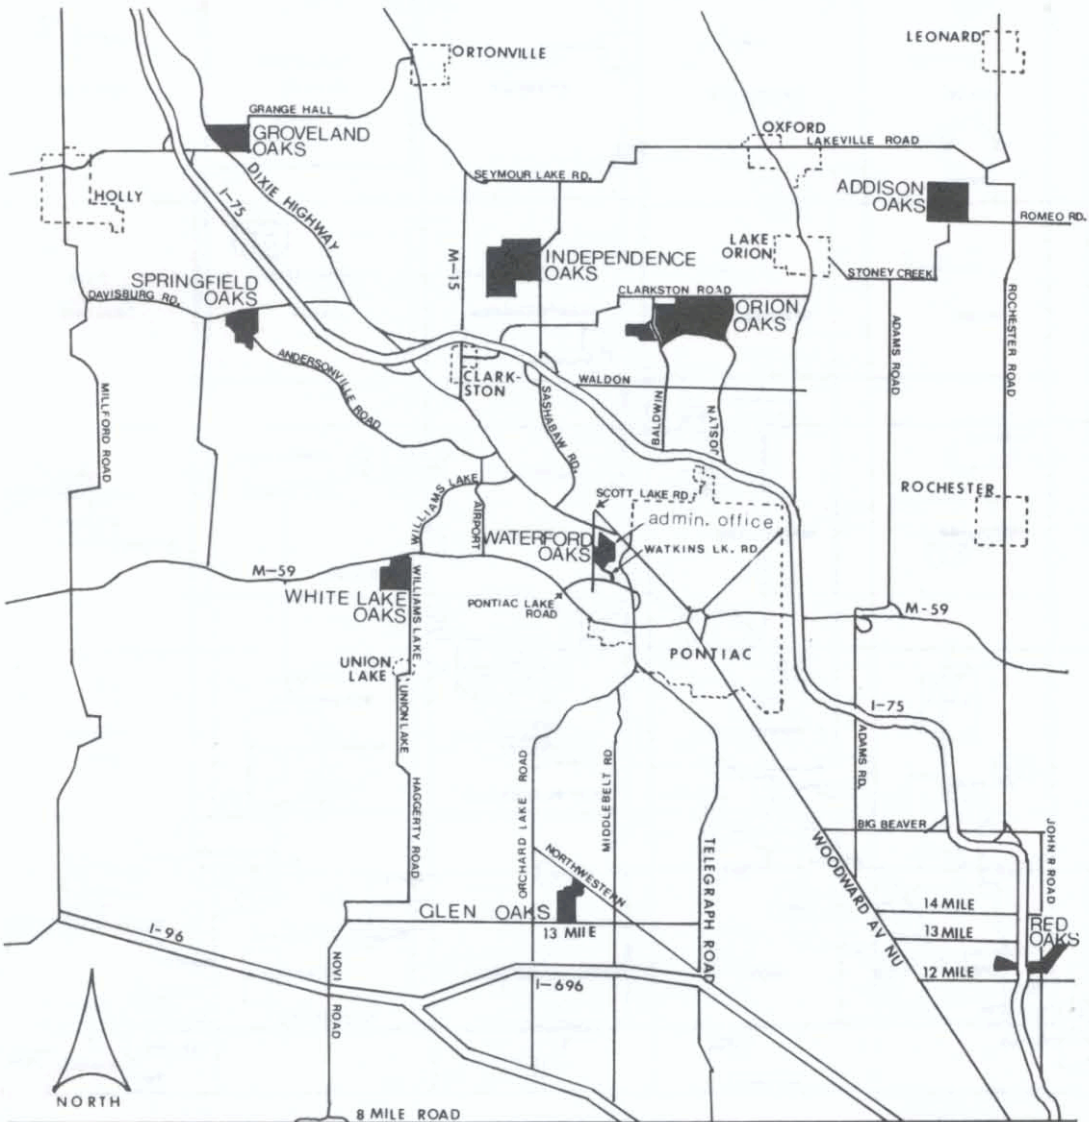 ORTONVILLE
LEONARD
GRANGE HALL
GROVELAND
OAKS
OXFORD
LAKEVILLE ROAD
SEYMOUR LAKE RD.
HOLLY
I-75
DIXIE HIGHWAY
ADDISON
OAKS
ROMEO RD.
M-15
INDEPENDENCE
OAKS
LAKE
ORION
STONEY CREEK
SPRINGFIELD
OAKS
DAVISBURG RD.
CLARKSTON ROAD
ORION
OAKS
ROCHESTER ROAD
ADAMS ROAD
ANDERSONVILLE ROAD
CLARK-
STON
WALDON
MILLFORD ROAD
SASHABAW RD.
BALDWIN
JOSLYN
WILLIAMS LAKE
AIRPORT
SCOTT LAKE RD.
ROCHESTER
admin. office
WATERFORD
OAKS
WATKINS LK. RD
M-59
WHITE LAKE
OAKS
WILLIAMS LAKE
PONTIAC LAKE
ROAD
M-59
UNION
LAKE
PONTIAC
UNION LAKE
I-75
ADAMS RD.
HAGGERTY ROAD
ORCHARD LAKE ROAD
MIDDLEBELT RD
BIG BEAVER
JOHN R ROAD
WOODWARD AV NU
TELEGRAPH ROAD
NORTHWESTERN
GLEN OAKS
13 MILE
14 MILE
13 MILE
RED
OAKS
12 MILE
I-96
NOVI ROAD
I-696
NORTH
8 MILE ROAD